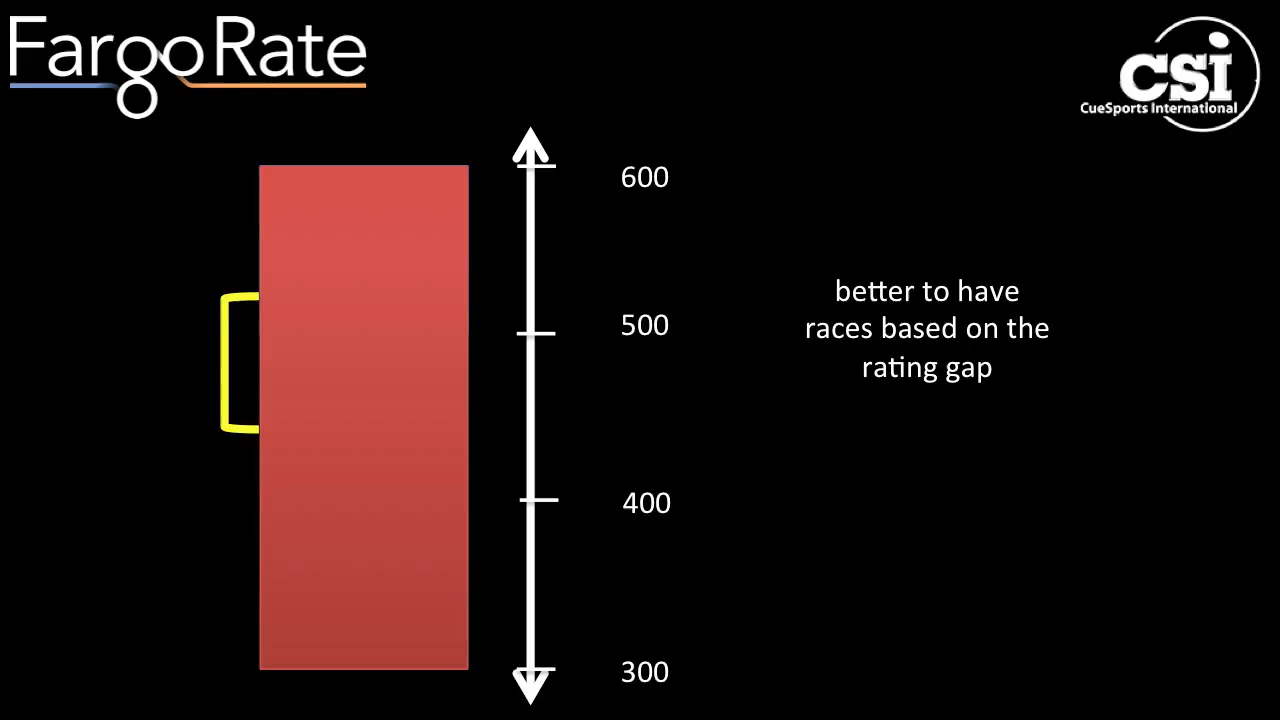 FargoRate
CSI
CueSports International
600
500
400
300
better to have
races based on the
rating gap